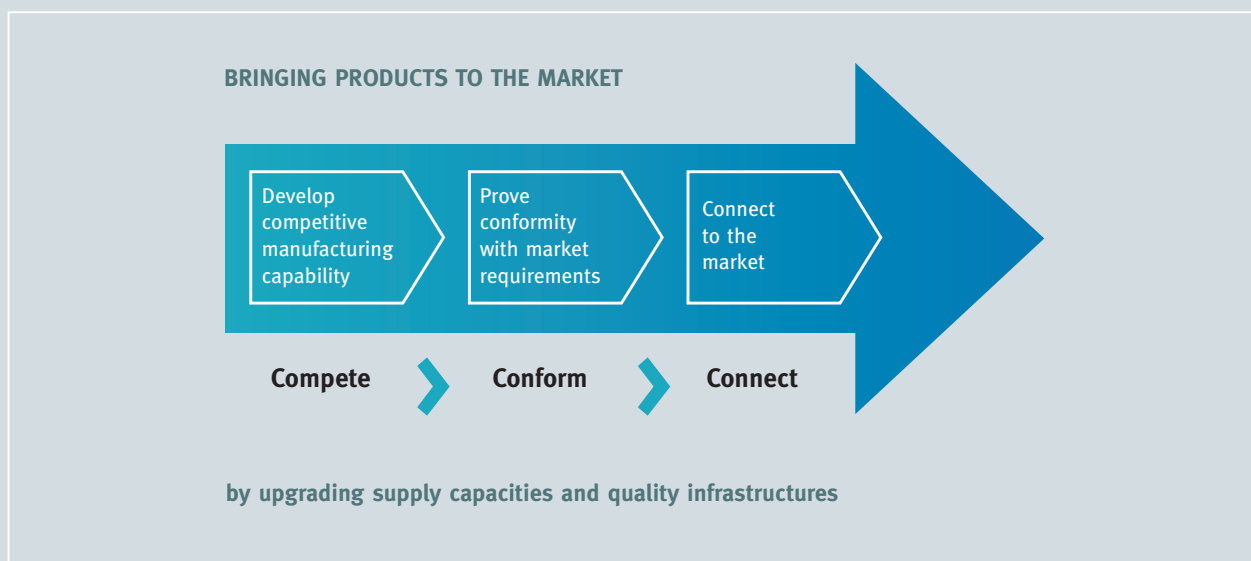 BRINGING PRODUCTS TO THE MARKET
Develop
competitive
manufacturing
capability
Prove
conformity
with market
requirements
Connect
to the
market
Compete
Conform
Connect
by upgrading supply capacities and quality infrastructures